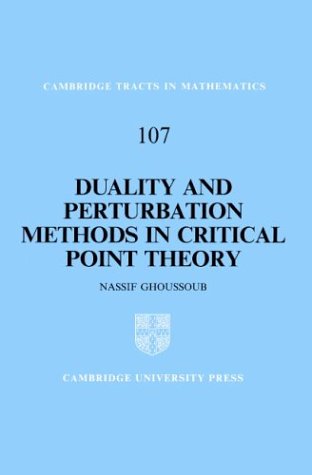 CAMBRIDGE TRACTS IN MATHEMATICS
107
DUALITY AND
PERTURBATION
METHODS IN CRITICAL
POINT THEORY
NASSIF GHOUSSOUB
CAMBRIDGE UNIVERSITY PRESS